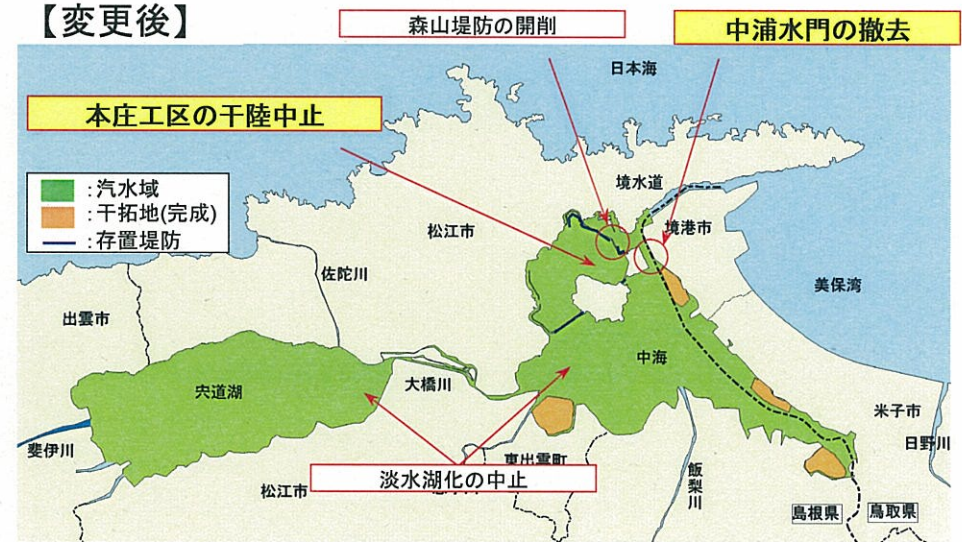 【変更後】
森山堤防の開削
中浦水門の撤去
日本海
本庄工区の干陸中止
境水道
:汽水域
:干拓地(完成)
:存置堤防
松江市
境港市
佐陀川
美保湾
出雲市
中海
宍道湖
大橋川
米子市
日野川
斐伊川
東出雲町
淡水湖化の中止
松江市
飯梨川
島根県
鳥取県